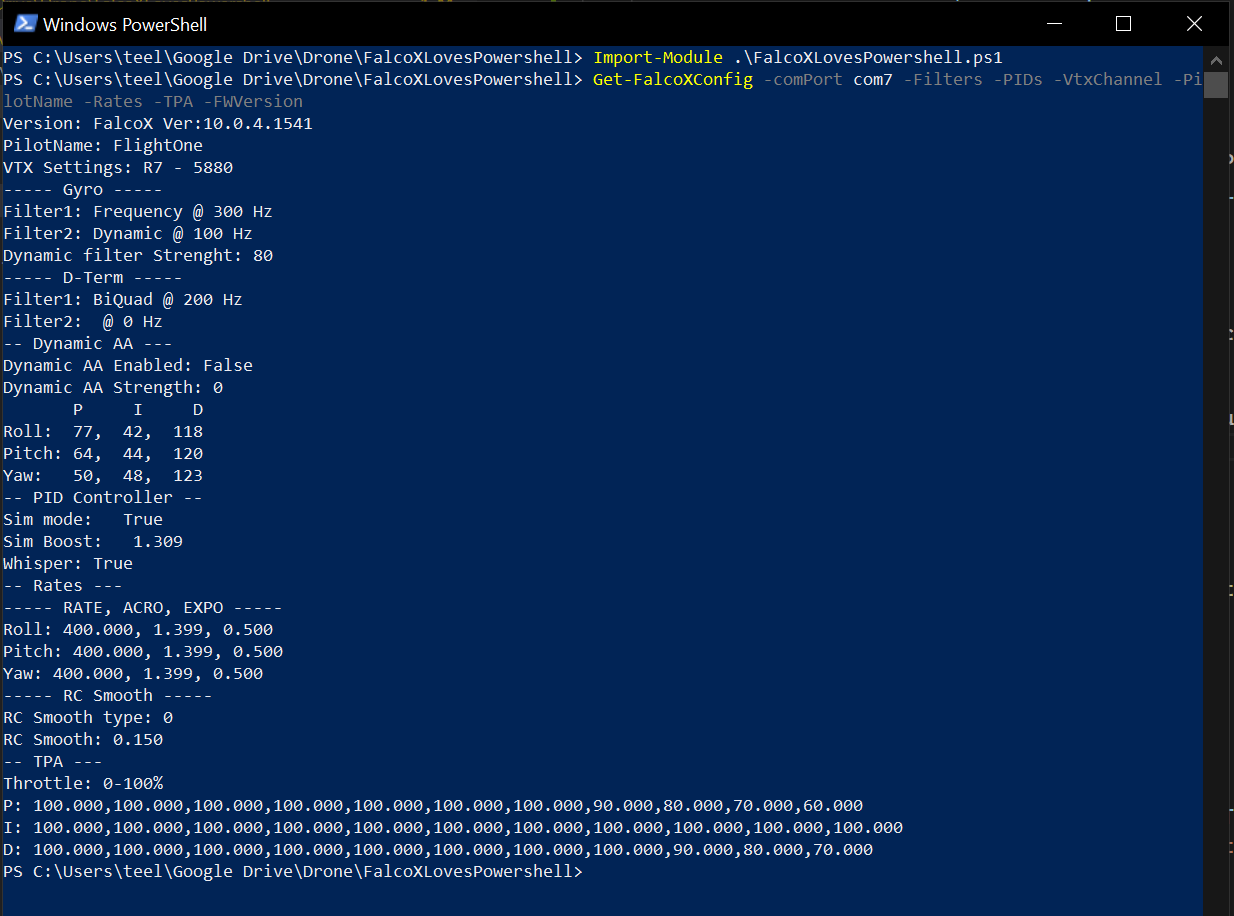 Windows PowerShell
PS C:\Users\teel\Google Drive\Drone\FalcoXLovesPowershell> Import-Module .\FalcoXLovesPowershell.ps1
PS C:\Users\teel\Google Drive\Drone\FalcoXLovesPowershell> Get-FalcoXConfig -comPort com7 -Filters -PIDs -VtxChannel -Pi
lotName -Rates -TPA -FWVersion
Version: FalcoX Ver:10.0.4.1541
PilotName: FlightOne
VTX Settings: R7 - 5880
----- Gyro -----
Filter1: Frequency @ 300 Hz
Filter2: Dynamic @ 100 Hz
Dynamic filter Strenght: 80
----- D-Term -----
Filter1: BiQuad @ 200 Hz
Filter2:  @ 0 Hz
-- Dynamic AA ---
Dynamic AA Enabled: False
Dynamic AA Strength: 0
       P     I     D
Roll:  77,  42,  118
Pitch: 64,  44,  120
Yaw:   50,  48,  123
-- PID Controller --
Sim mode:   True
Sim Boost:   1.309
Whisper: True
-- Rates ---
----- RATE, ACRO, EXPO -----
Roll: 400.000, 1.399, 0.500
Pitch: 400.000, 1.399, 0.500
Yaw: 400.000, 1.399, 0.500
----- RC Smooth -----
RC Smooth type: 0
RC Smooth: 0.150
-- TPA ---
Throttle: 0-100%
P: 100.000,100.000,100.000,100.000,100.000,100.000,100.000,90.000,80.000,70.000,60.000
I: 100.000,100.000,100.000,100.000,100.000,100.000,100.000,100.000,100.000,100.000,100.000
D: 100.000,100.000,100.000,100.000,100.000,100.000,100.000,100.000,90.000,80.000,70.000
PS C:\Users\teel\Google Drive\Drone\FalcoXLovesPowershell>